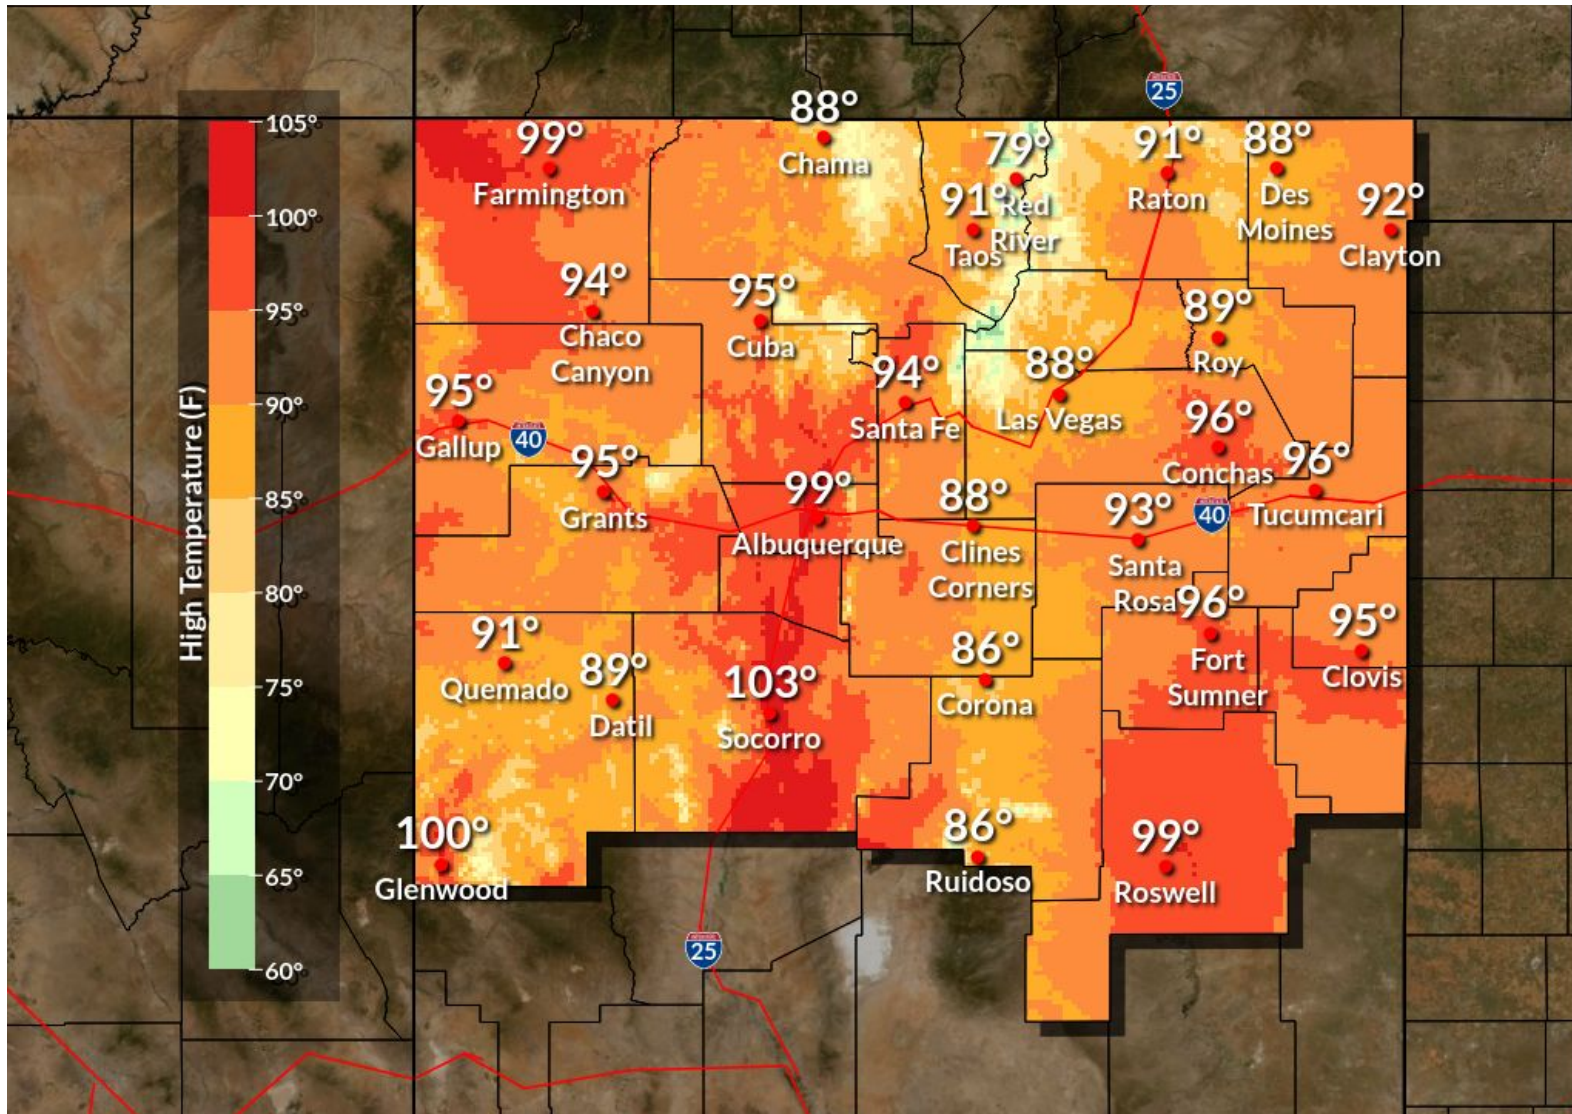 High Temperature (F)
105°
100°
95°
90°
85°
80°
75°
70°
65°
60°
25
88°
Chama
99°
Farmington
79°
Red
River
91°
Taos
91°
Raton
88°
Des
Moines
92°
Clayton
94°
Chaco
Canyon
95°
Cuba
89°
Roy
95°
Gallup
40
94°
Santa Fe
88°
Las Vegas
96°
Conchas
96°
Tucumcari
95°
Grants
99°
Albuquerque
88°
Clines
Corners
93°
Santa
Rosa
40
96°
Fort
Sumner
95°
Clovis
91°
Quemado
89°
Datil
103°
Socorro
86°
Corona
100°
Glenwood
86°
Ruidoso
99°
Roswell
25